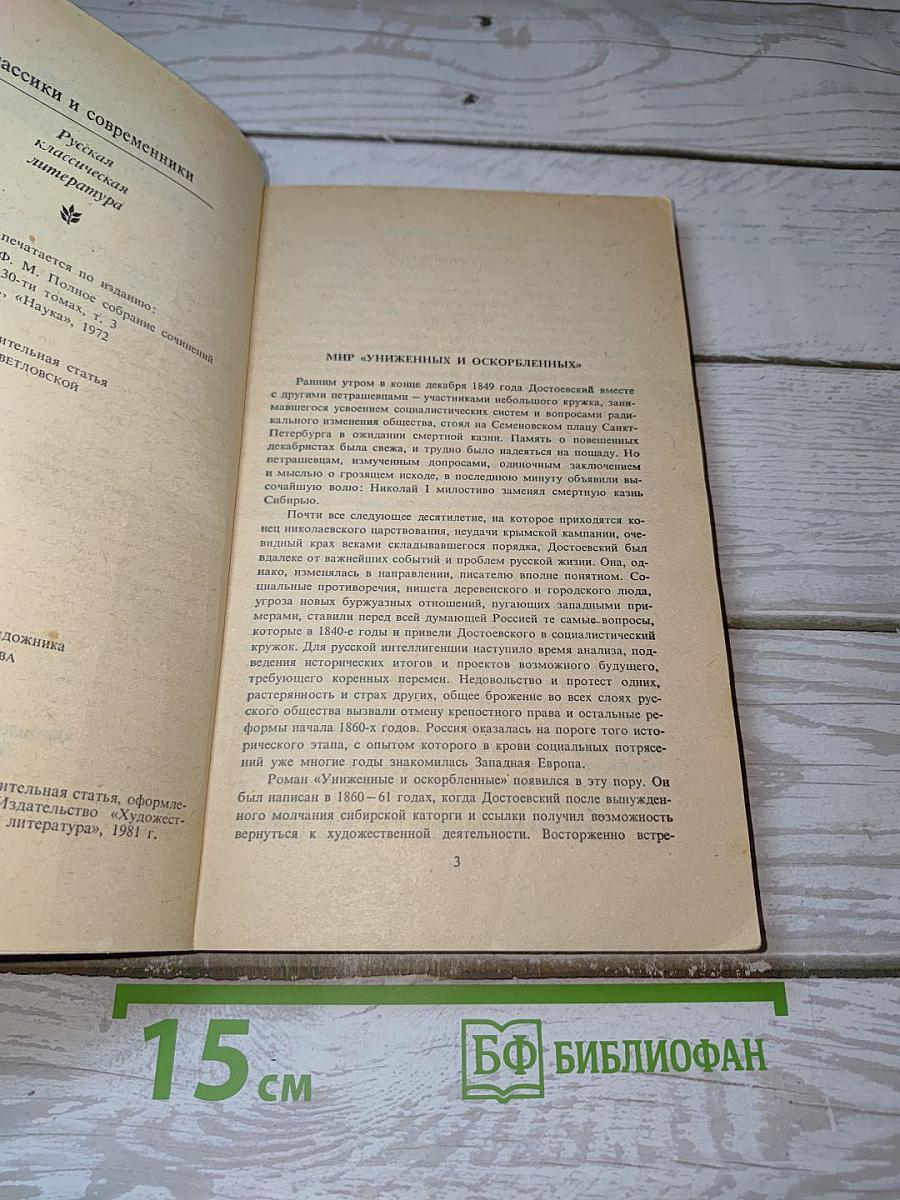 ассики и современники
Русская
классическая
литература
печатается по изданию:
Ф. М. Полное собрание сочинений
30-ти томах, т. 3
«Наука», 1972
ительная статья
ВЕТЛОВСКОЙ
удожника
ВА
ительная статья, оформле-
Издательство «Художест-
литература», 1981 г.
МИР «УНИЖЕННЫХ И ОСКОРБЛЕННЫХ»
Ранним утром в конце декабря 1849 года Достоевский вместе
с другими петрашевцами — участниками небольшого кружка, зани-
мавшегося усвоением социалистических систем и вопросами ради-
кального изменения общества, стоял на Семеновском плацу Санкт-
Петербурга в ожидании смертной казни. Память о повешенных
декабристах была свежа, и трудно было надеяться на пощаду. Но
петрашевцам, измученным допросами, одиночным заключением
и мыслью о грозящем исходе, в последнюю минуту объявили вы-
сочайшую волю: Николай I милостиво заменял смертную казнь
Сибирью.
Почти все следующее десятилетие, на которое приходятся ко-
нец николаевского царствования, неудачи крымской кампании, оче-
видный крах веками складывавшегося порядка, Достоевский был
вдалеке от важнейших событий и проблем русской жизни. Она, од-
нако, изменялась в направлении, писателю вполне понятном. Со-
циальные противоречия, нищета деревенского и городского люда,
угроза новых буржуазных отношений, пугающих западными при-
мерами, ставили перед всей думающей Россией те самые вопросы,
которые в 1840-е годы и привели Достоевского в социалистический
кружок. Для русской интеллигенции наступило время анализа, под-
ведения исторических итогов и проектов возможного будущего,
требующего коренных перемен. Недовольство и протест одних,
растерянность и страх других, общее брожение во всех слоях рус-
ского общества вызвали отмену крепостного права и остальные ре-
формы начала 1860-х годов. Россия оказалась на пороге того исто-
рического этапа, с опытом которого в крови социальных потрясе-
ний уже многие годы знакомилась Западная Европа.
Роман «Униженные и оскорбленные» появился в эту пору. Он
был написан в 1860—61 годах, когда Достоевский после вынужден-
ного молчания сибирской каторги и ссылки получил возможность
вернуться к художественной деятельности. Восторженно встре-
3
15 см
БФ БИБЛИОФАН